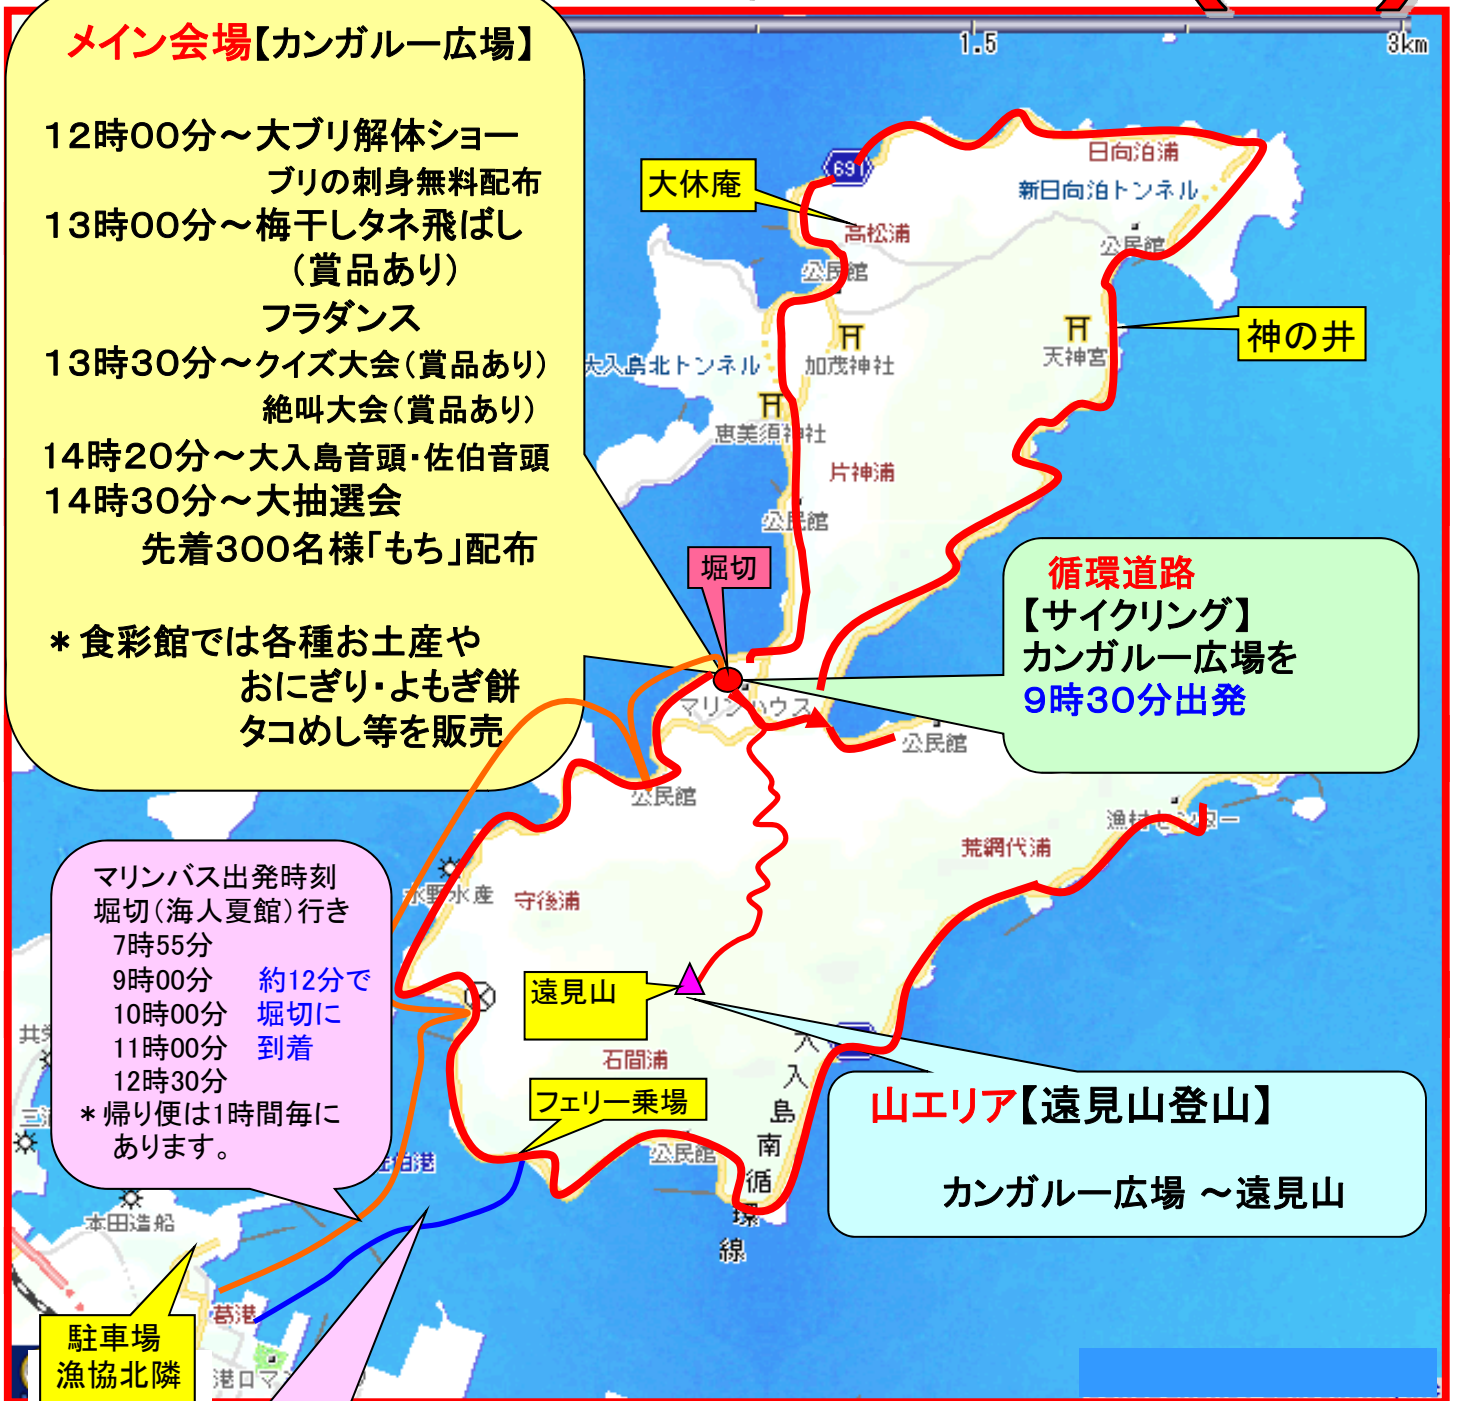 メイン会場【カンガルー広場】
12時00分～大ブリ解体ショー
ブリの刺身無料配布
13時00分～梅干しタネ飛ばし
（賞品あり）
フラダンス
13時30分～クイズ大会（賞品あり）
絶叫大会（賞品あり）
14時20分～大入島音頭・佐伯音頭
14時30分～大抽選会
先着300名様「もち」配布
＊食彩館では各種お土産や
おにぎり・よもぎ餅
タコめし等を販売
1.5
3km
691
大休庵
高松浦
公民館
日向泊浦
新日向泊トンネル
公民館
神の井
天神宮
加茂神社
大入島北トンネル
恵美須神社
片神浦
公民館
堀切
マリンハウス
公民館
循環道路
【サイクリング】
カンガルー広場を
9時30分出発
公民館
漁村センター
荒網代浦
水野水産
守後浦
マリンバス出発時刻
堀切（海人夏館）行き
7時55分
9時00分 約12分で
10時00分 堀切に
11時00分 到着
12時30分
＊帰り便は1時間毎に
あります。
遠見山
石間浦
フェリー乗場
公民館
大入島南循環線
山エリア【遠見山登山】
カンガルー広場 ～遠見山
本田造船
葛港
駐車場
漁協北隣